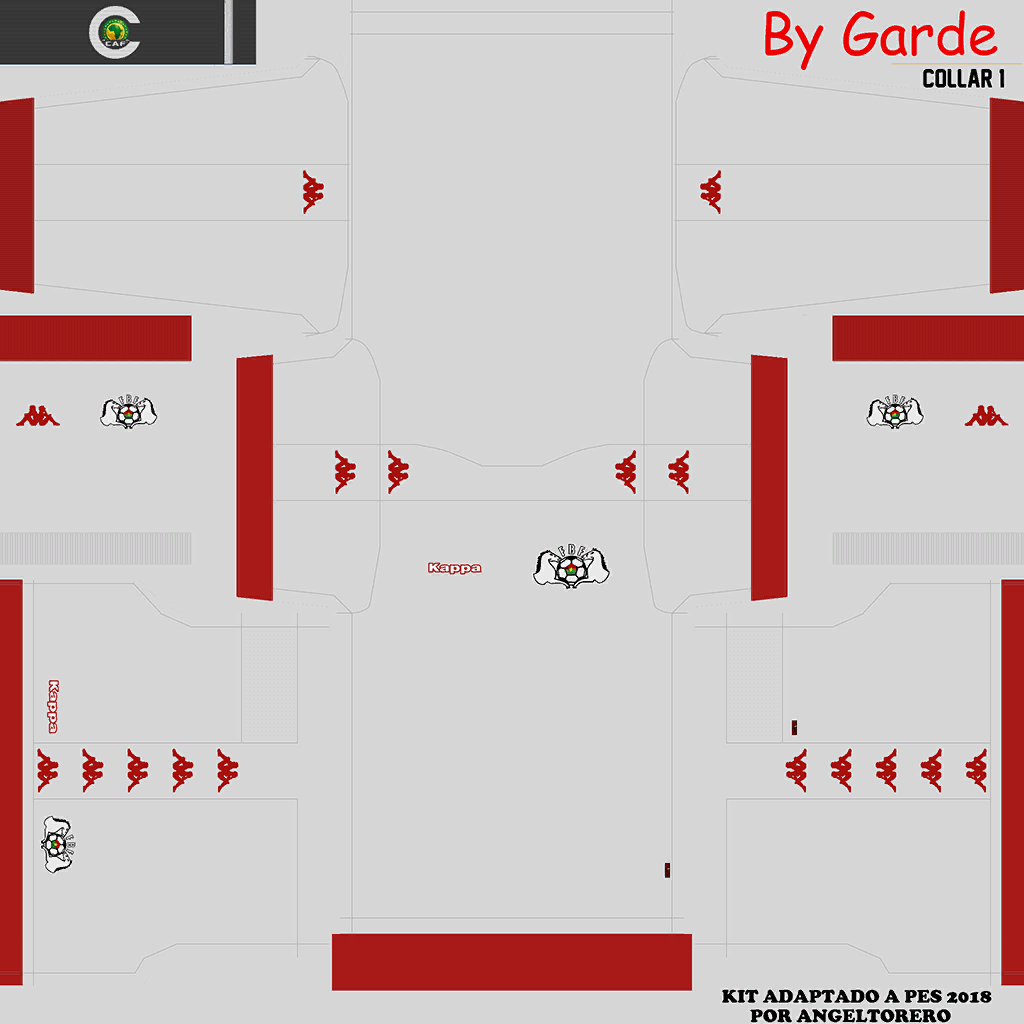 CAF
By Garde
COLLAR 1
FBF
FBF
Kappa
FBF
Kappa
FBF
KIT ADAPTADO A PES 2018
POR ANGELTORERO